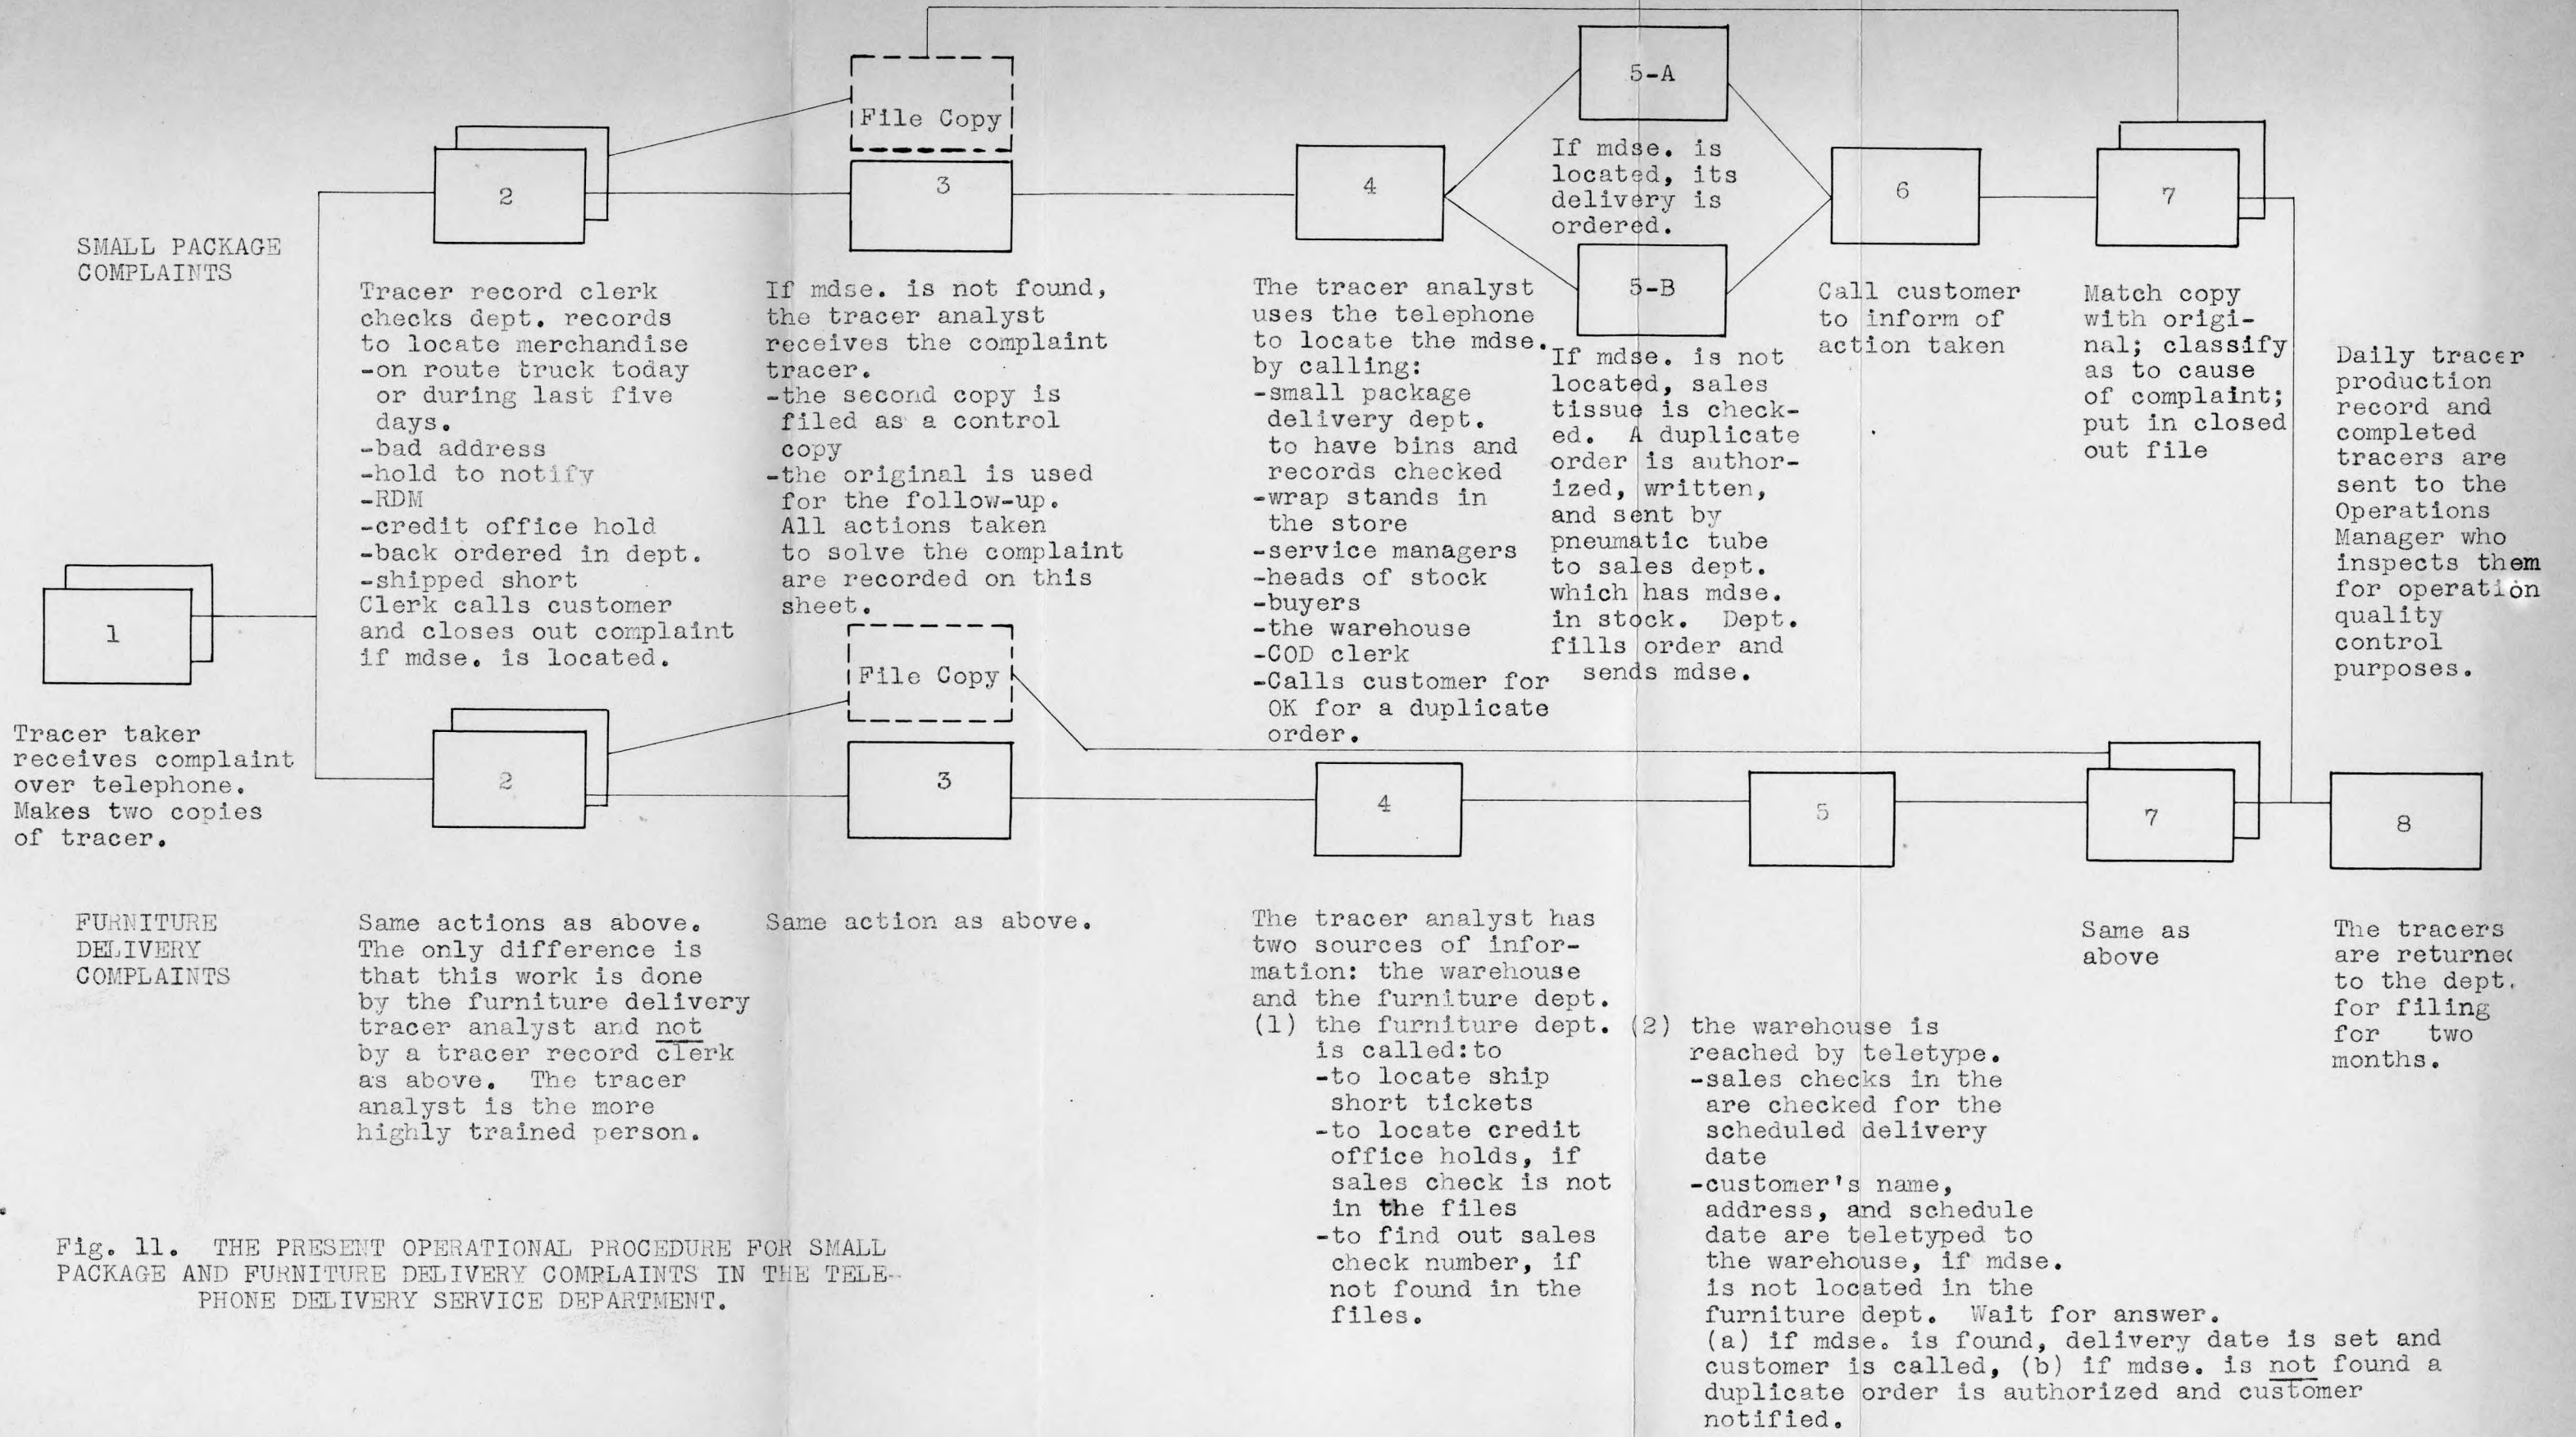 File Copy
5-A
2
3
4
If mdse. is
located, its
delivery is
ordered.
6
7
5-B
SMALL PACKAGE
COMPLAINTS
Tracer record clerk
checks dept. records
to locate merchandise
-on route truck today
or during last five
days.
-bad address
-hold to notify
-RDM
-credit office hold
-back ordered in dept.
-shipped short
Clerk calls customer
and closes out complaint
if mdse. is located.
If mdse. is not found,
the tracer analyst
receives the complaint
tracer.
-the second copy is
filed as a control
copy
-the original is used
for the follow-up.
All actions taken
to solve the complaint
are recorded on this
sheet.
The tracer analyst
uses the telephone
to locate the mdse.
by calling:
-small package
delivery dept.
to have bins and
records checked
-wrap stands in
the store
-service managers
-heads of stock
-buyers
-the warehouse
-COD clerk
-Calls customer for
OK for a duplicate
order.
If mdse. is not
located, sales
tissue is check-
ed. A duplicate
order is author-
ized, written,
and sent by
pneumatic tube
to sales dept.
which has mdse.
in stock. Dept.
fills order and
sends mdse.
Call customer
to inform of
action taken
Match copy
with origi-
nal; classify
as to cause
of complaint;
put in closed
out file
Daily tracer
production
record and
completed
tracers are
sent to the
Operations
Manager who
inspects them
for operation
quality
control
purposes.
1
Tracer taker
receives complaint
over telephone.
Makes two copies
of tracer.
File Copy
2
3
4
5
7
8
FURNITURE
DELIVERY
COMPLAINTS
Same actions as above.
The only difference is
that this work is done
by the furniture delivery
tracer analyst and not
by a tracer record clerk
as above. The tracer
analyst is the more
highly trained person.
Same action as above.
The tracer analyst has
two sources of infor-
mation: the warehouse
and the furniture dept.
(1) the furniture dept.
is called:to
-to locate ship
short tickets
-to locate credit
office holds, if
sales check is not
in the files
-to find out sales
check number, if
not found in the
files.
(2) the warehouse is
reached by teletype.
-sales checks in the
are checked for the
scheduled delivery
date
-customer's name,
address, and schedule
date are teletyped to
the warehouse, if mdse.
is not located in the
furniture dept. Wait for answer.
(a) if mdse. is found, delivery date is set and
customer is called, (b) if mdse. is not found a
duplicate order is authorized and customer
notified.
Same as
above
The tracers
are returned
to the dept.
for filing
for two
months.
Fig. 11. THE PRESENT OPERATIONAL PROCEDURE FOR SMALL
PACKAGE AND FURNITURE DELIVERY COMPLAINTS IN THE TELE-
PHONE DELIVERY SERVICE DEPARTMENT.